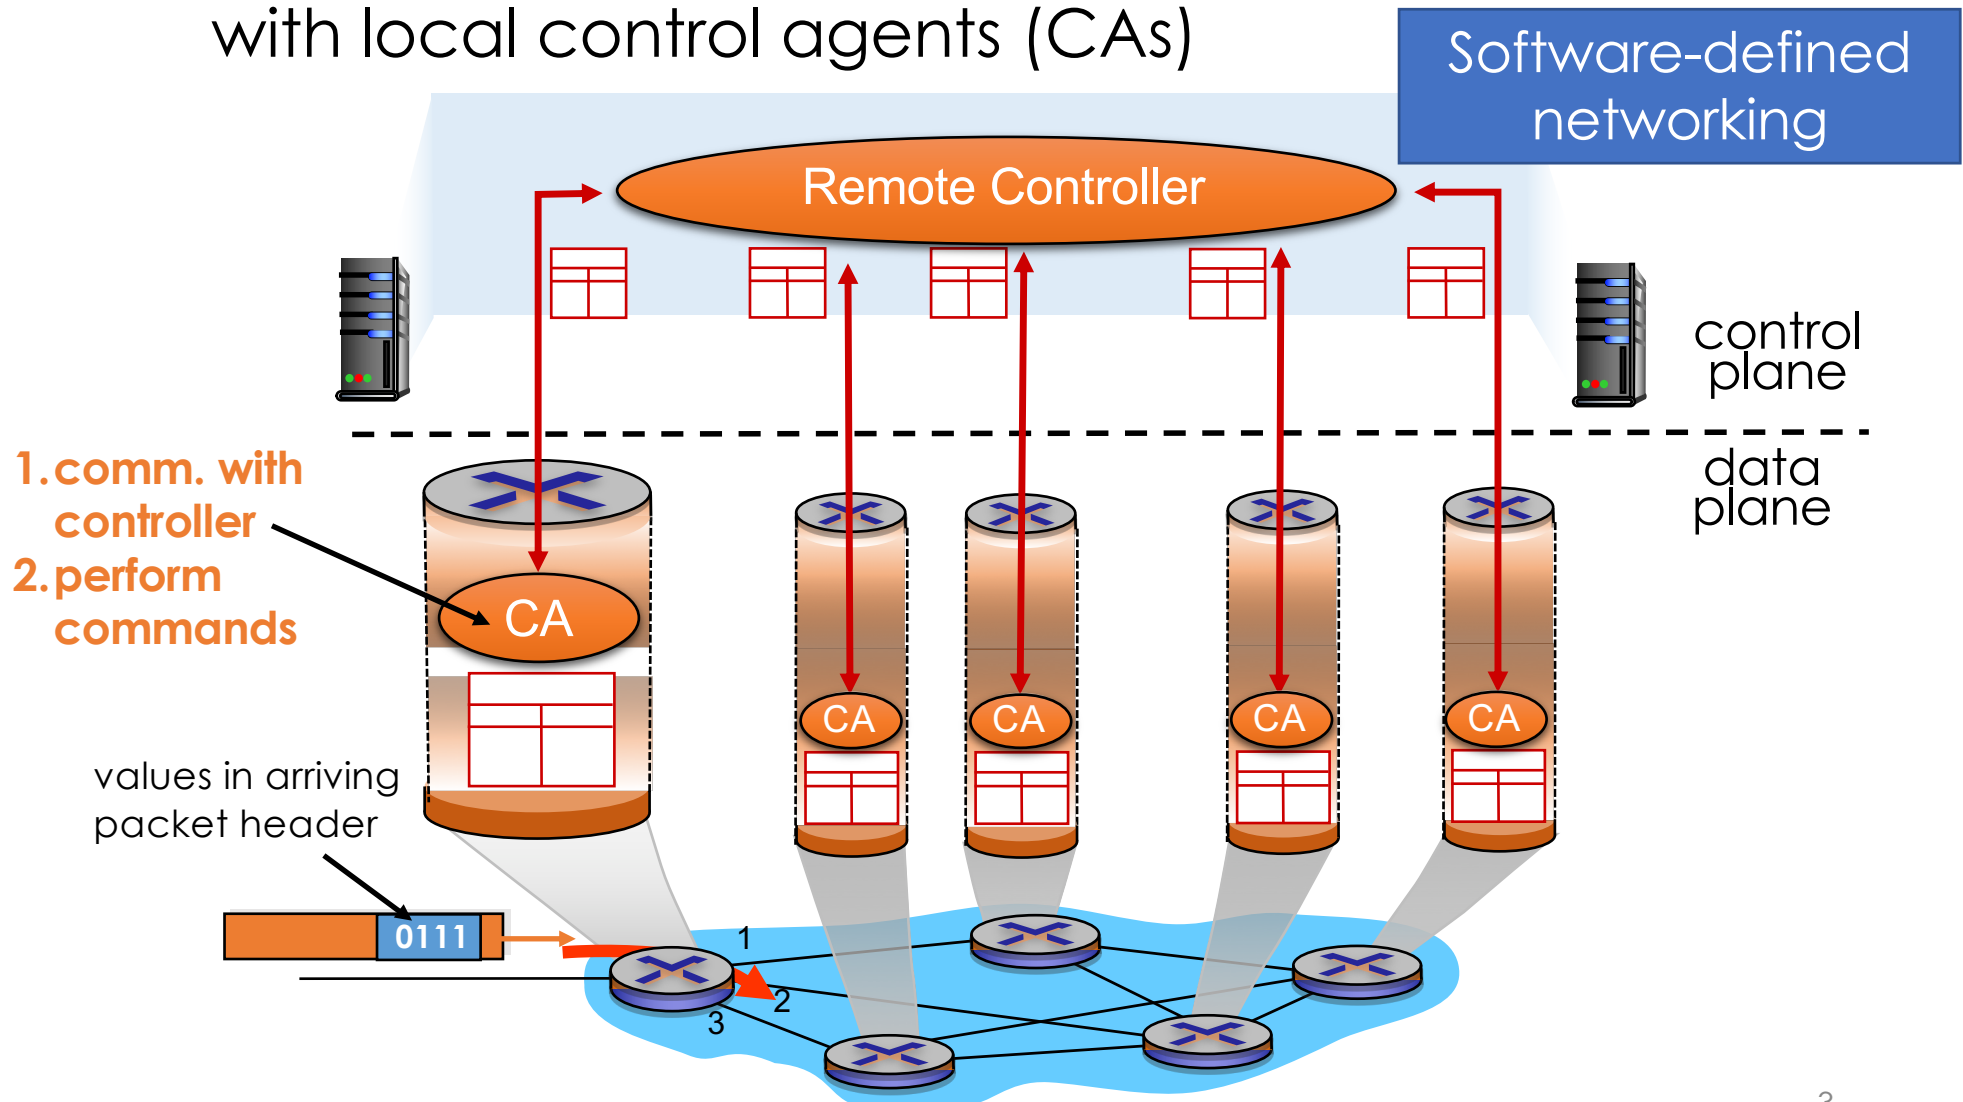 with local control agents (CAs)
Software-defined
networking
Remote Controller
control
plane
data
plane
1. comm. with
controller
2. perform
commands
CA
CA
CA
CA
CA
values in arriving
packet header
0111
1
2
3